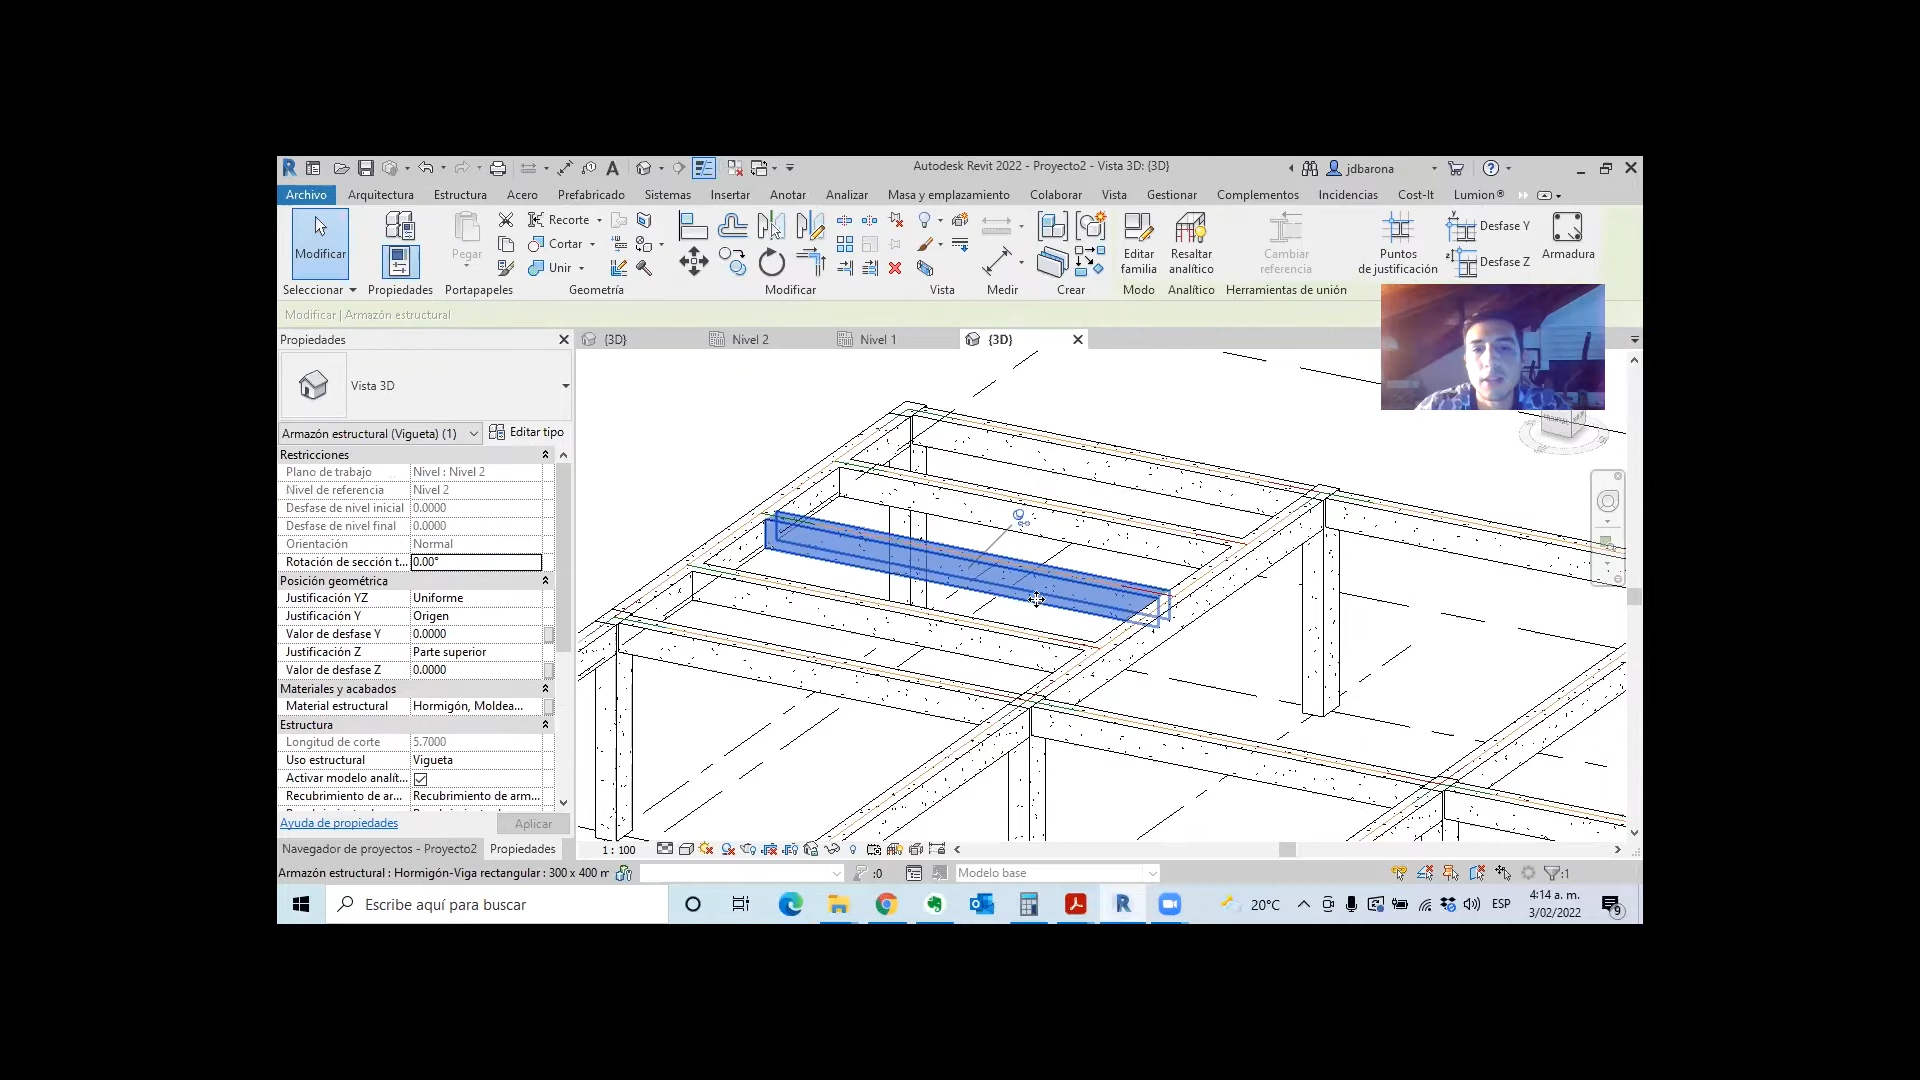 Autodesk Revit 2022 - Proyecto2 - Vista 3D: {3D}
jdbarona
Archivo Arquitectura Estructura Acero Prefabricado Sistemas Insertar Anotar Analizar Masa y emplazamiento Colaborar Vista Gestionar Complementos Incidencias Cost-It Lumion®
Modificar
Pegar
Recorte
Cortar
Unir
Editar familia
Resaltar analítico
Cambiar referencia
Puntos de justificación
Desfase Y
Desfase Z
Armadura
Seleccionar Propiedades Portapapeles Geometría Modificar Vista Medir Crear Modo Analítico Herramientas de unión
Modificar | Armazón estructural
Propiedades
{3D} Nivel 2 Nivel 1 {3D}
Vista 3D
Armazón estructural (Vigueta) (1) Editar tipo
Restricciones
Plano de trabajo Nivel : Nivel 2
Nivel de referencia Nivel 2
Desfase de nivel inicial 0.0000
Desfase de nivel final 0.0000
Orientación Normal
Rotación de sección t... 0.00°
Posición geométrica
Justificación YZ Uniforme
Justificación Y Origen
Valor de desfase Y 0.0000
Justificación Z Parte superior
Valor de desfase Z 0.0000
Materiales y acabados
Material estructural Hormigón, Moldea...
Estructura
Longitud de corte 5.7000
Uso estructural Vigueta
Activar modelo analít...
Recubrimiento de ar... Recubrimiento de arm...
Ayuda de propiedades Aplicar
Navegador de proyectos - Proyecto2 Propiedades
1 : 100
Armazón estructural : Hormigón-Viga rectangular : 300 x 400 m
:0
Modelo base
:1
Escribe aquí para buscar
20°C
ESP
4:14 a. m.
3/02/2022
9